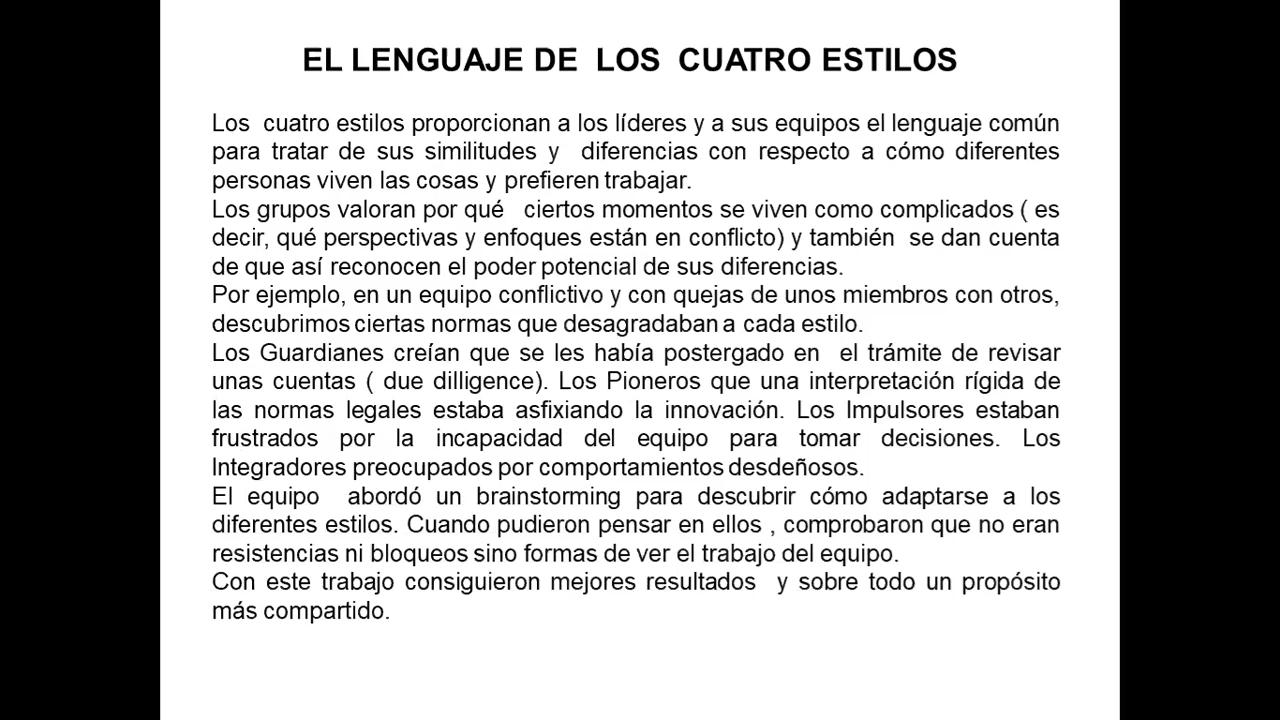 EL LENGUAJE DE LOS CUATRO ESTILOS
Los cuatro estilos proporcionan a los líderes y a sus equipos el lenguaje común
para tratar de sus similitudes y diferencias con respecto a cómo diferentes
personas viven las cosas y prefieren trabajar.
Los grupos valoran por qué ciertos momentos se viven como complicados ( es
decir, qué perspectivas y enfoques están en conflicto) y también se dan cuenta
de que así reconocen el poder potencial de sus diferencias.
Por ejemplo, en un equipo conflictivo y con quejas de unos miembros con otros,
descubrimos ciertas normas que desagradaban a cada estilo.
Los Guardianes creían que se les había postergado en el trámite de revisar
unas cuentas ( due dilligence). Los Pioneros que una interpretación rígida de
las normas legales estaba asfixiando la innovación. Los Impulsores estaban
frustrados por la incapacidad del equipo para tomar decisiones. Los
Integradores preocupados por comportamientos desdeñosos.
El equipo abordó un brainstorming para descubrir cómo adaptarse a los
diferentes estilos. Cuando pudieron pensar en ellos , comprobaron que no eran
resistencias ni bloqueos sino formas de ver el trabajo del equipo.
Con este trabajo consiguieron mejores resultados y sobre todo un propósito
más compartido.